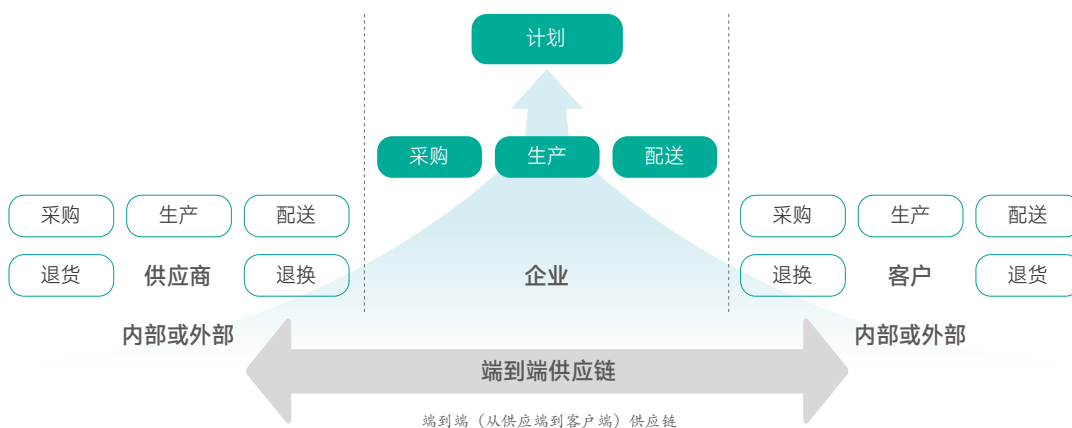 计划
采购 生产 配送
采购 生产 配送 采购 生产 配送
退货 供应商 退换 企业 退换 客户 退货
内部或外部 内部或外部
端到端供应链
端到端（从供应端到客户端）供应链